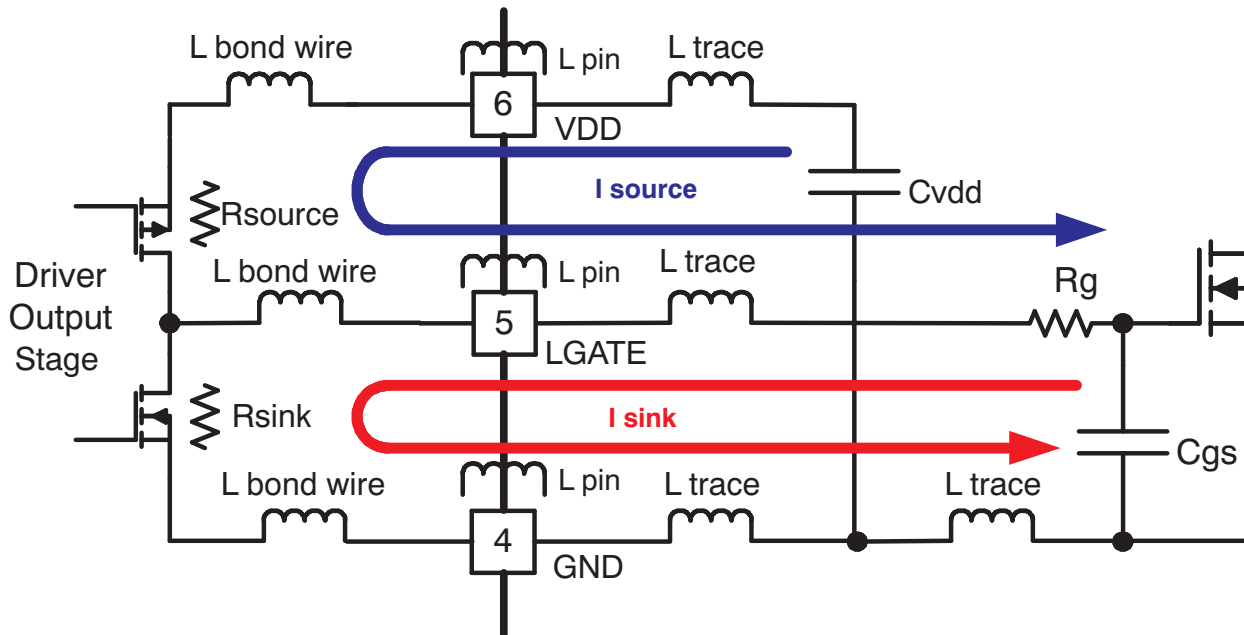 L bond wire
L pin
L trace
6
VDD
I source
Cvdd
Rsource
L bond wire
L pin
L trace
Rg
Driver
Output
Stage
5
LGATE
Rsink
I sink
Cgs
L bond wire
L pin
L trace
L trace
4
GND